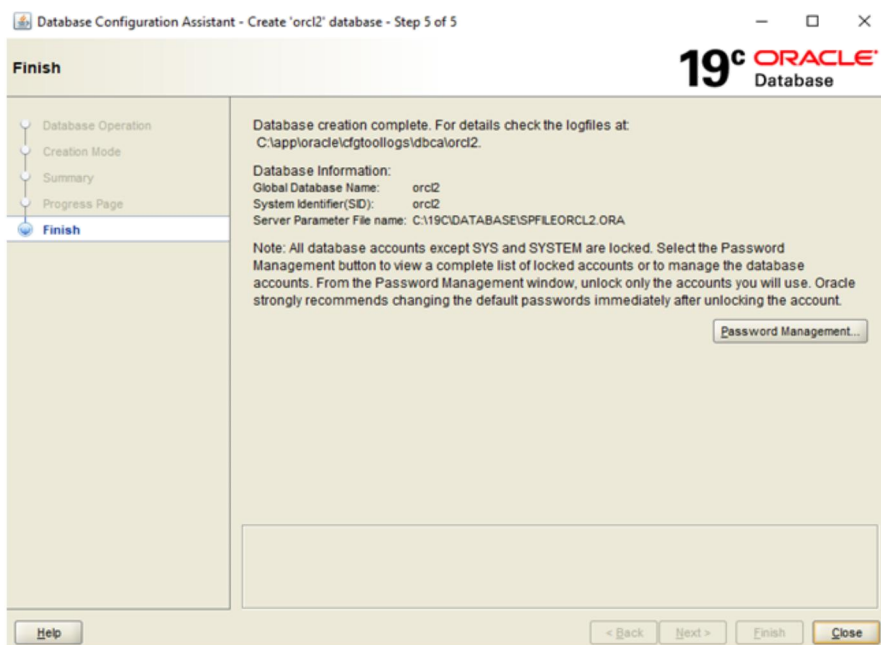 Database Configuration Assistant - Create 'orcl2' database - Step 5 of 5
Finish
19c ORACLE
Database
Database Operation
Creation Mode
Summary
Progress Page
Finish
Database creation complete. For details check the logfiles at:
C:\app\oracle\cfgtoollogs\dbca\orcl2.
Database Information:
Global Database Name: orcl2
System Identifier(SID): orcl2
Server Parameter File name: C:\19C\DATABASE\SPFILEORCL2.ORA
Note: All database accounts except SYS and SYSTEM are locked. Select the Password
Management button to view a complete list of locked accounts or to manage the database
accounts. From the Password Management window, unlock only the accounts you will use. Oracle
strongly recommends changing the default passwords immediately after unlocking the account.
Password Management...
Help
< Back
Next >
Finish
Close